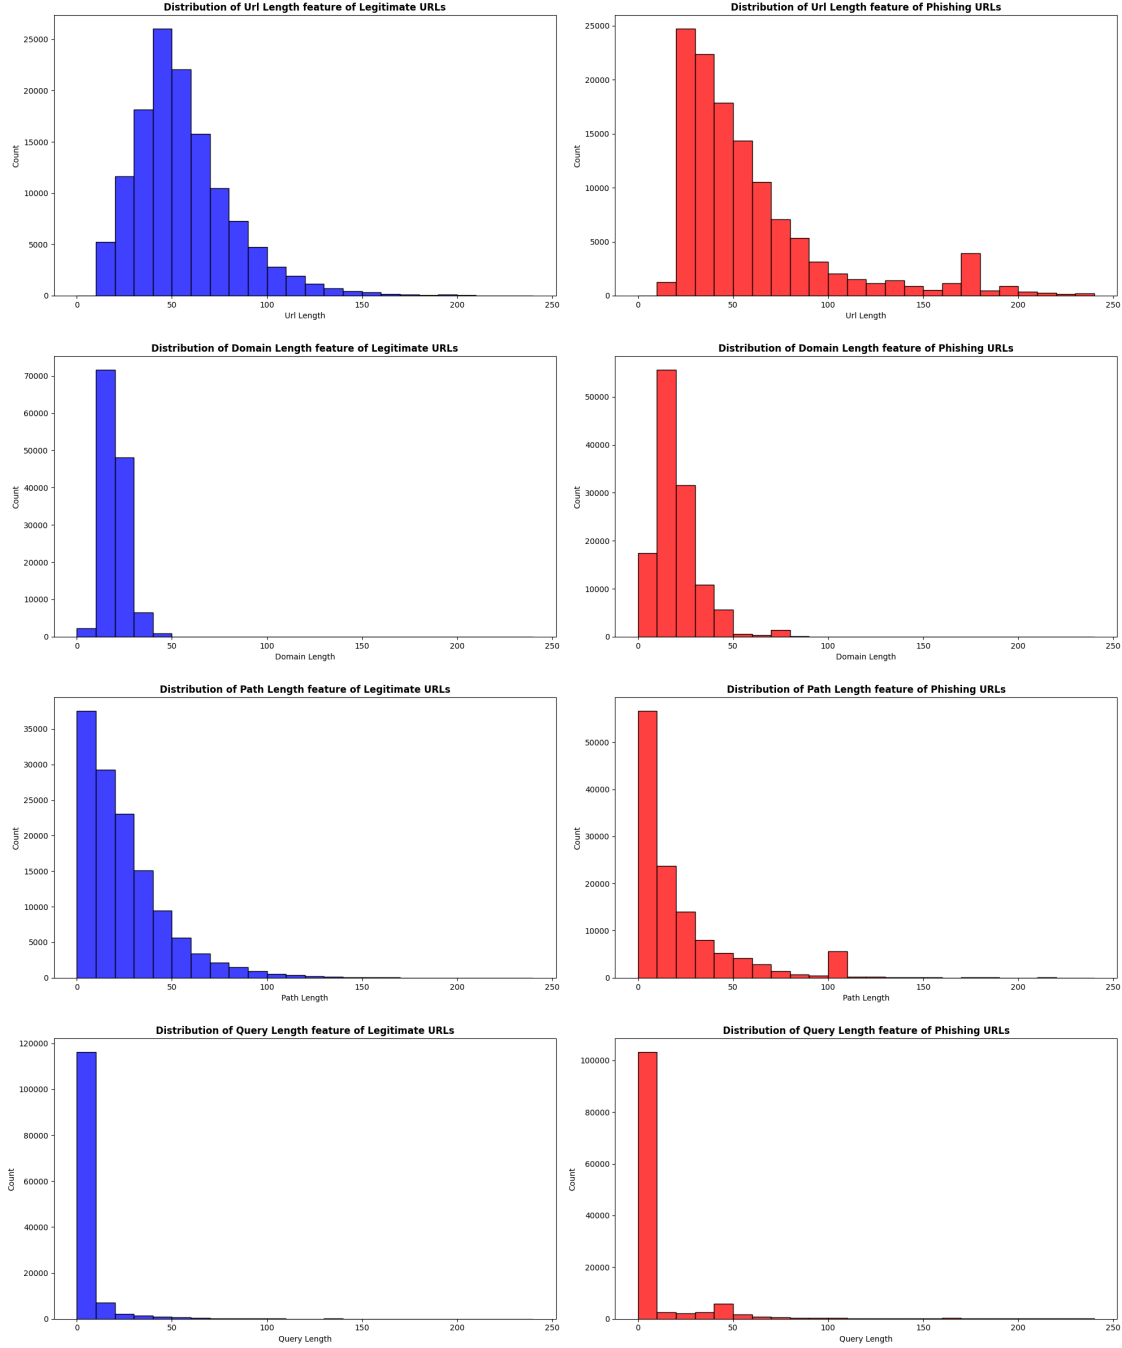 Distribution of Url Length feature of Legitimate URLs
25000
20000
15000
10000
5000
0
Count
0 50 100 150 200 250
Url Length
Distribution of Url Length feature of Phishing URLs
25000
20000
15000
10000
5000
0
Count
0 50 100 150 200 250
Url Length
Distribution of Domain Length feature of Legitimate URLs
70000
60000
50000
40000
30000
20000
10000
0
Count
0 50 100 150 200 250
Domain Length
Distribution of Domain Length feature of Phishing URLs
50000
40000
30000
20000
10000
0
Count
0 50 100 150 200 250
Domain Length
Distribution of Path Length feature of Legitimate URLs
35000
30000
25000
20000
15000
10000
5000
0
Count
0 50 100 150 200 250
Path Length
Distribution of Path Length feature of Phishing URLs
50000
40000
30000
20000
10000
0
Count
0 50 100 150 200 250
Path Length
Distribution of Query Length feature of Legitimate URLs
120000
100000
80000
60000
40000
20000
0
Count
0 50 100 150 200 250
Query Length
Distribution of Query Length feature of Phishing URLs
100000
80000
60000
40000
20000
0
Count
0 50 100 150 200 250
Query Length